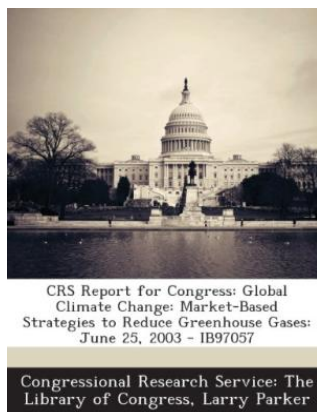 CRS Report for Congress: Global
Climate Change: Market-Based
Strategies to Reduce Greenhouse Gases:
June 25, 2003 - IB97057
Congressional Research Service: The
Library of Congress, Larry Parker